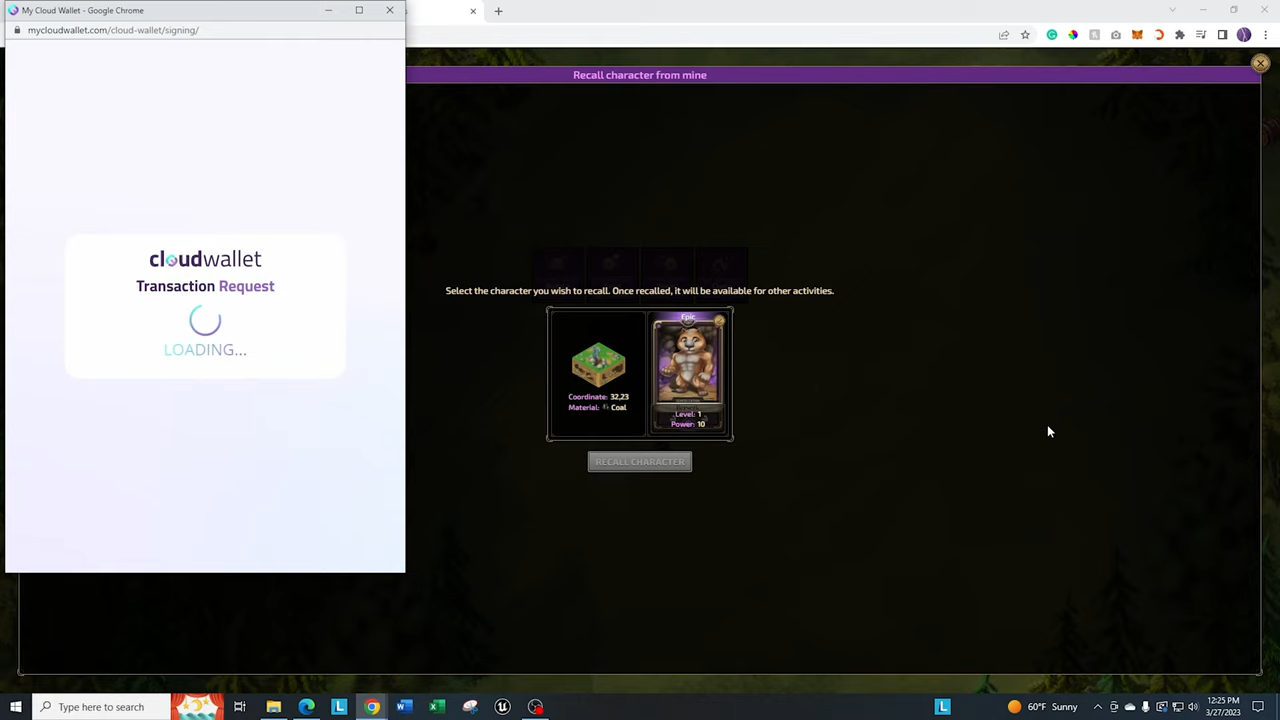 My Cloud Wallet - Google Chrome
mycloudwallet.com/cloud-wallet/signing/
Recall character from mine
cloudwallet
Transaction Request
LOADING...
Select the character you wish to recall. Once recalled, it will be available for other activities.
Coordinate: 32,23
Material: Coal
Epic
Level: 1
Power: 10
RECALL CHARACTER
Type here to search
60°F Sunny
12:25 PM
3/27/2023